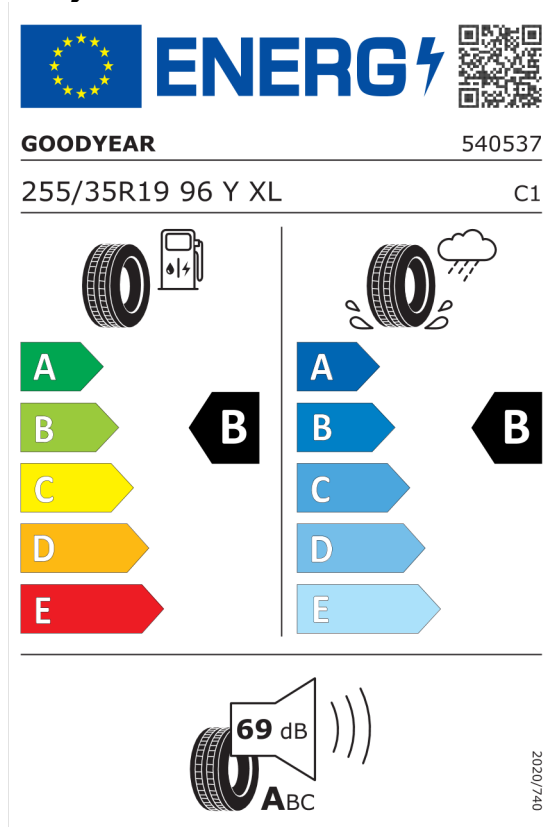 ENERG
GOODYEAR 540537
255/35R19 96 Y XL C1
A A
B B B B
C C
D D
E E
69 dB
ABC
2020/740